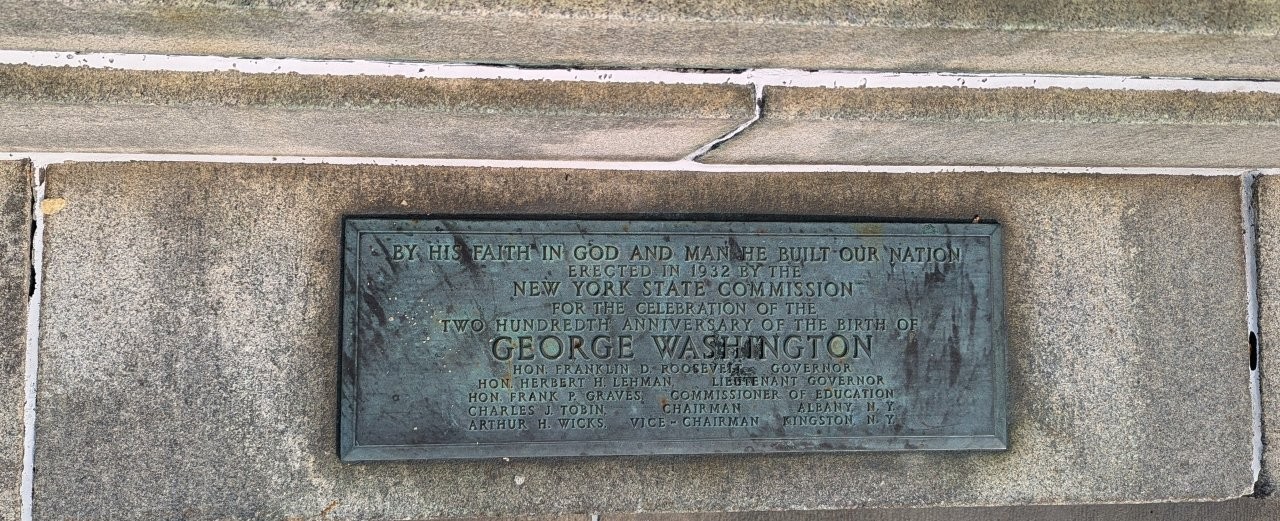 BY HIS FAITH IN GOD AND MAN HE BUILT OUR NATION
ERECTED IN 1932 BY THE
NEW YORK STATE COMMISSION
FOR THE CELEBRATION OF THE
TWO HUNDREDTH ANNIVERSARY OF THE BIRTH OF
GEORGE WASHINGTON
HON. FRANKLIN D. ROOSEVELT GOVERNOR
HON. HERBERT H. LEHMAN LIEUTENANT GOVERNOR
HON. FRANK P. GRAVES COMMISSIONER OF EDUCATION
CHARLES J. TOBIN CHAIRMAN ALBANY N.Y.
ARTHUR H. WICKS, VICE-CHAIRMAN KINGSTON N.Y.